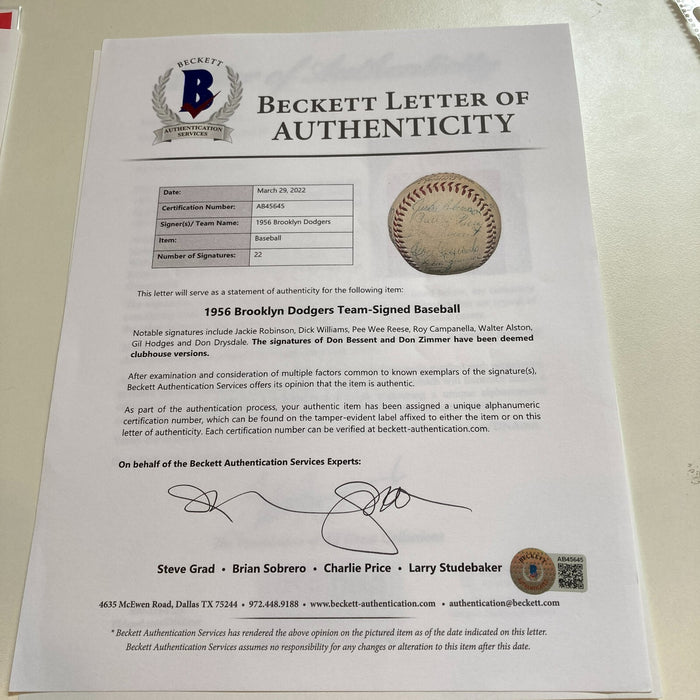 BECKETT
B
AUTHENTICATION
SERVICES
BECKETT LETTER OF
AUTHENTICITY
Date: March 29, 2022
Certification Number: AB45645
Signer(s)/ Team Name: 1956 Brooklyn Dodgers
Item: Baseball
Number of Signatures: 22
This letter will serve as a statement of authenticity for the following item:
1956 Brooklyn Dodgers Team-Signed Baseball
Notable signatures include Jackie Robinson, Dick Williams, Pee Wee Reese, Roy Campanella, Walter Alston,
Gil Hodges and Don Drysdale. The signatures of Don Bessent and Don Zimmer have been deemed
clubhouse versions.
After examination and consideration of multiple factors common to known exemplars of the signature(s),
Beckett Authentication Services offers its opinion that the item is authentic.
As part of the authentication process, your authentic item has been assigned a unique alphanumeric
certification number, which can be found on the tamper-evident label affixed to either the item or on this
letter of authenticity. Each certification number can be verified at beckett-authentication.com.
On behalf of the Beckett Authentication Services Experts:
Steve Grad • Brian Sobrero • Charlie Price • Larry Studebaker
BECKETT
B
AB45645
4635 McEwen Road, Dallas TX 75244 • 972.448.9188 • www.beckett-authentication.com • authentication@beckett.com
* Beckett Authentication Services has rendered the above opinion on the pictured item as of the date indicated on this letter.
Beckett Authentication Services assumes no responsibility for any changes or alteration to this item after this date.